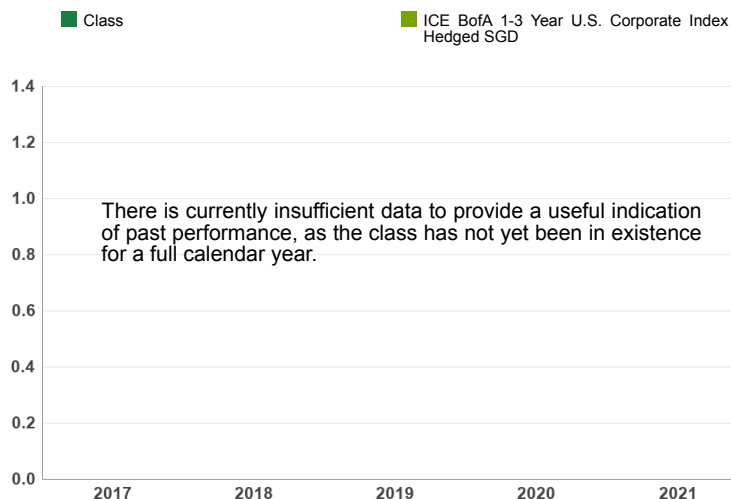 Class
ICE BofA 1-3 Year U.S. Corporate Index
Hedged SGD
1.4
1.2
1.0
There is currently insufficient data to provide a useful indication
of past performance, as the class has not yet been in existence
for a full calendar year.
0.8
0.6
0.4
0.2
0.0
2017 2018 2019 2020 2021